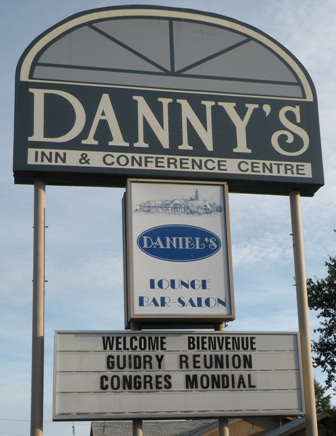 DANNY'S
INN & CONFERENCE CENTRE
DANIEL'S
LOUNGE
BAR-SALON
WELCOME BIENVENUE
GUIDRY REUNION
CONGRES MONDIAL